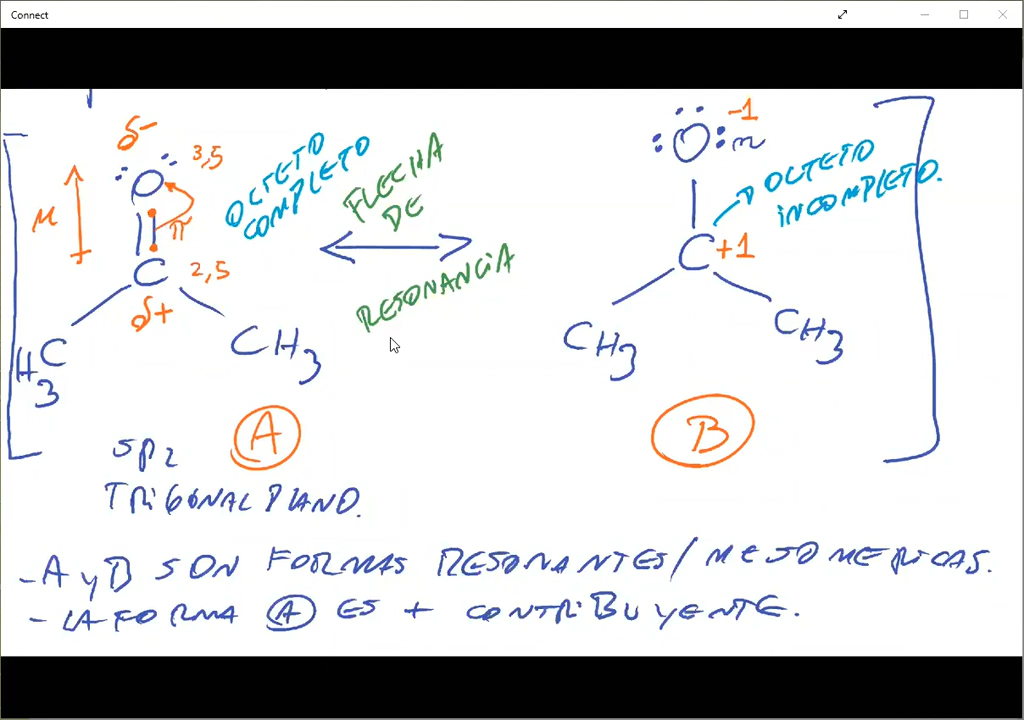 Connect
δ-
3,5
O
μ
π
C
2,5
δ+
H3C
CH3
OCTETO
COMPLETO
FLECHA
DE
RESONANCIA
-1
O
n
OCTETO
INCOMPLETO.
C
+1
CH3
CH3
A
B
sp2
TRIGONAL PLANO.
- A y B SON FORMAS RESONANTES/MESOMERICAS.
- LA FORMA A ES + CONTRIBUYENTE.